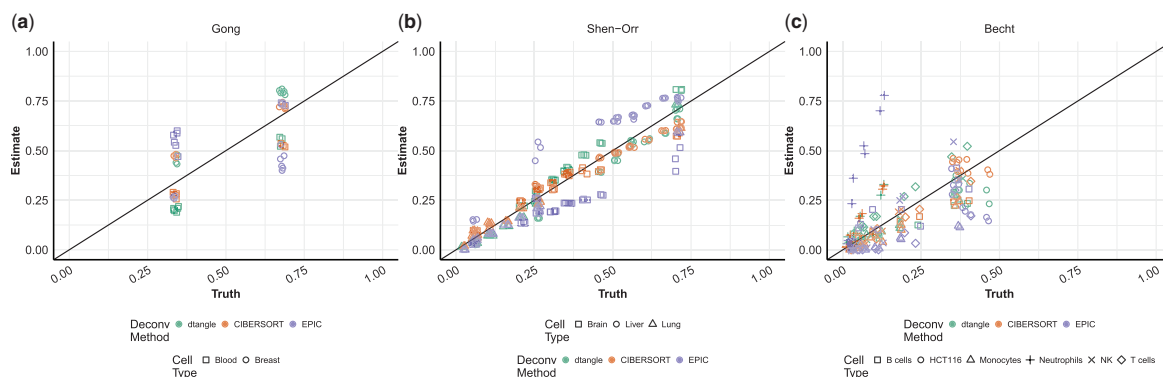 (a)
Gong
1.00
0.75
0.50
0.25
0.00
Estimate
0.00 0.25 0.50 0.75 1.00
Truth
Deconv Method dtangle CIBERSORT EPIC
Cell Type Blood Breast
(b)
Shen−Orr
1.00
0.75
0.50
0.25
0.00
Estimate
0.00 0.25 0.50 0.75 1.00
Truth
Cell Type Brain Liver Lung
Deconv Method dtangle CIBERSORT EPIC
(c)
Becht
1.00
0.75
0.50
0.25
0.00
Estimate
0.00 0.25 0.50 0.75 1.00
Truth
Deconv Method dtangle CIBERSORT EPIC
Cell Type B cells HCT116 Monocytes Neutrophils NK T cells